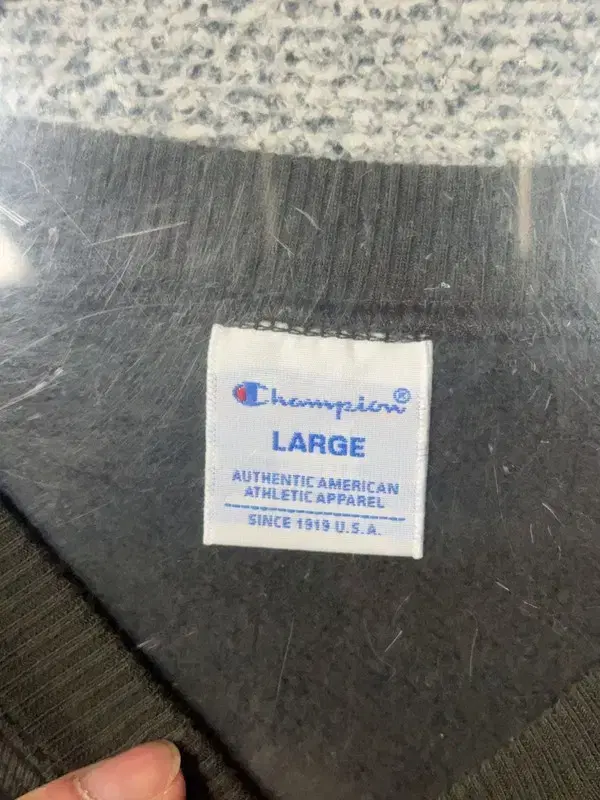 Champion®
LARGE
AUTHENTIC AMERICAN
ATHLETIC APPAREL
SINCE 1919 U.S.A.